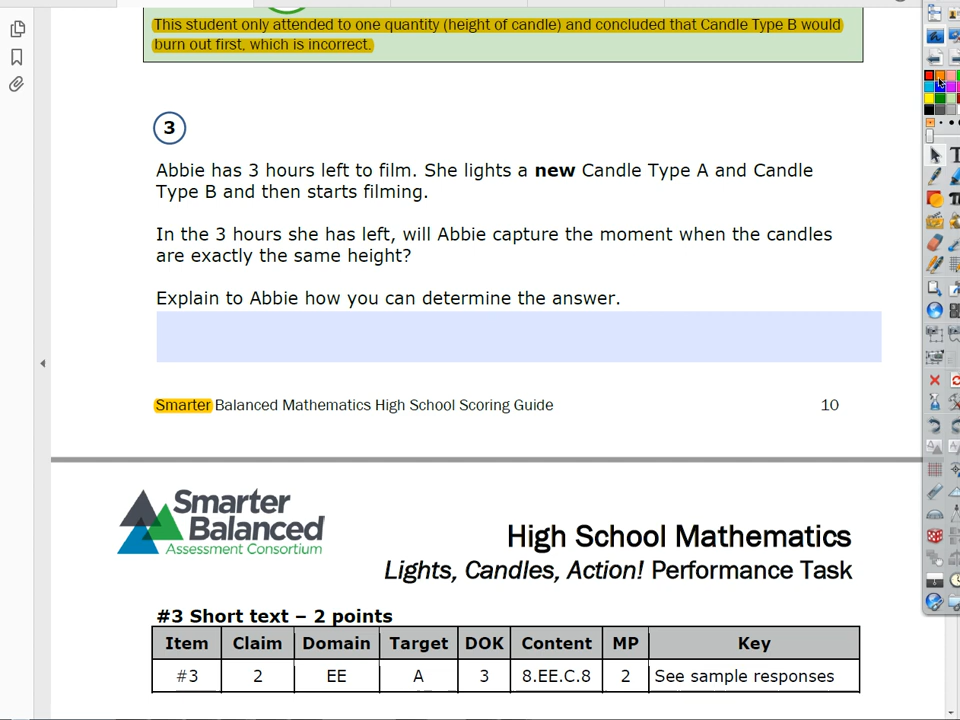 This student only attended to one quantity (height of candle) and concluded that Candle Type B would
burn out first, which is incorrect.
3
Abbie has 3 hours left to film. She lights a new Candle Type A and Candle
Type B and then starts filming.
In the 3 hours she has left, will Abbie capture the moment when the candles
are exactly the same height?
Explain to Abbie how you can determine the answer.
Smarter Balanced Mathematics High School Scoring Guide 10
Smarter
Balanced
Assessment Consortium
High School Mathematics
Lights, Candles, Action! Performance Task
#3 Short text – 2 points
Item Claim Domain Target DOK Content MP Key
#3 2 EE A 3 8.EE.C.8 2 See sample responses